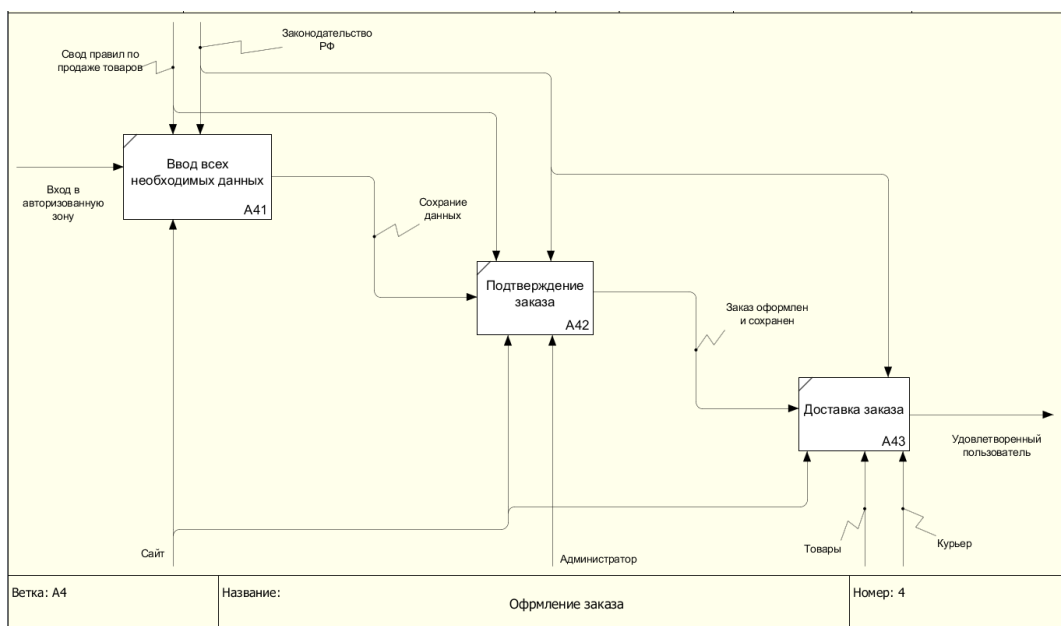 Законодательство
РФ
Свод правил по
продаже товаров
Ввод всех
необходимых данных
A41
Вход в
авторизованную
зону
Сохрание
данных
Подтверждение
заказа
A42
Заказ оформлен
и сохранен
Доставка заказа
A43
Удовлетворенный
пользователь
Сайт
Администратор
Товары
Курьер
Ветка: A4
Название:
Офрмление заказа
Номер: 4